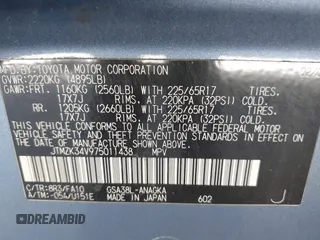 MFD.BY:TOYOTA MOTOR CORPORATION
GVWR:2220KG (4895LB)
GAWR:FRT. 1160KG (2560LB) WITH 225/65R17 TIRES.
17X7J RIMS. AT 220KPA (32PSI) COLD.
RR. 1205KG (2660LB) WITH 225/65R17 TIRES.
17X7J RIMS. AT 220KPA (32PSI) COLD.
THIS VEHICLE CONFORMS TO ALL APPLICABLE
FEDERAL MOTOR VEHICLE SAFETY AND THEFT
PREVENTION STANDARDS IN EFFECT ON THE DATE
OF MANUFACTURE SHOWN ABOVE.
JTMZK34V975011438 MPV
C/TR:8R3/FA10 GSA38L-ANAGKA
A/TM:-054/U151E MADE IN JAPAN 602 J